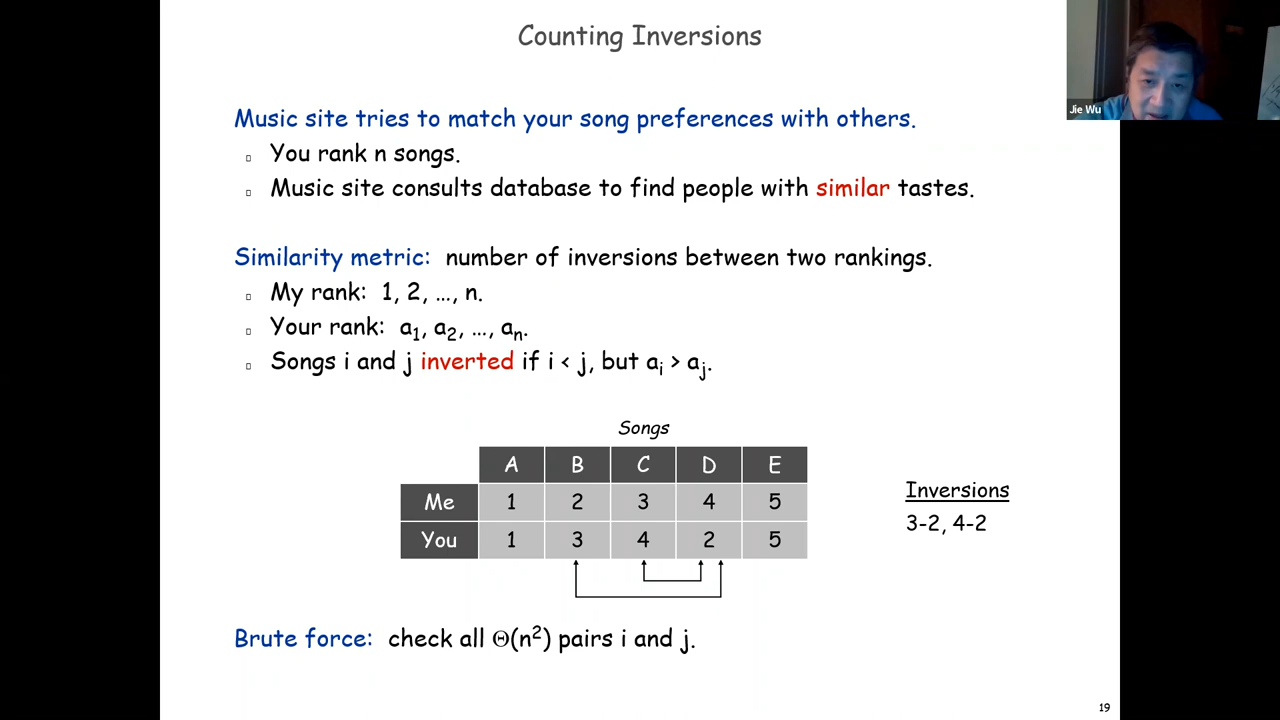 Counting Inversions
Jie Wu
Music site tries to match your song preferences with others.
You rank n songs.
Music site consults database to find people with similar tastes.
Similarity metric: number of inversions between two rankings.
My rank: 1, 2, ..., n.
Your rank: a₁, a₂, ..., aₙ.
Songs i and j inverted if i < j, but aᵢ > aⱼ.
Songs
A B C D E
Me 1 2 3 4 5
You 1 3 4 2 5
Inversions
3-2, 4-2
Brute force: check all Θ(n²) pairs i and j.
19